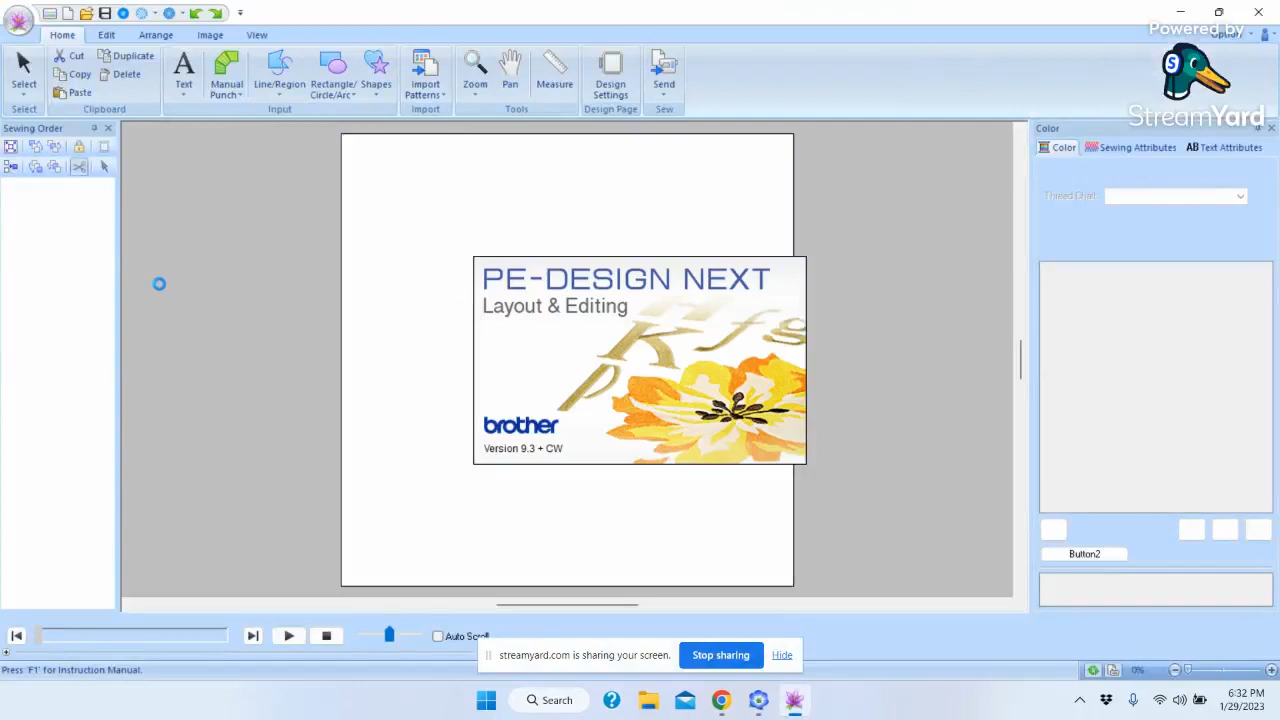 Home Edit Arrange Image View
Powered by
StreamYard
Select
Cut Duplicate
Copy Delete
Paste
Text
Manual Punch
Line/Region
Rectangle/ Circle/Arc
Shapes
Import Patterns
Zoom
Pan
Measure
Design Settings
Send
Select Clipboard Input Import Tools Design Page Sew
Sewing Order
Color
Color Sewing Attributes AB Text Attributes
Thread Chart
PE-DESIGN NEXT
Layout & Editing
brother
Version 9.3 + CW
Button2
Auto Scroll
streamyard.com is sharing your screen. Stop sharing Hide
Press 'F1' for Instruction Manual.
0%
Search
6:32 PM
1/29/2023